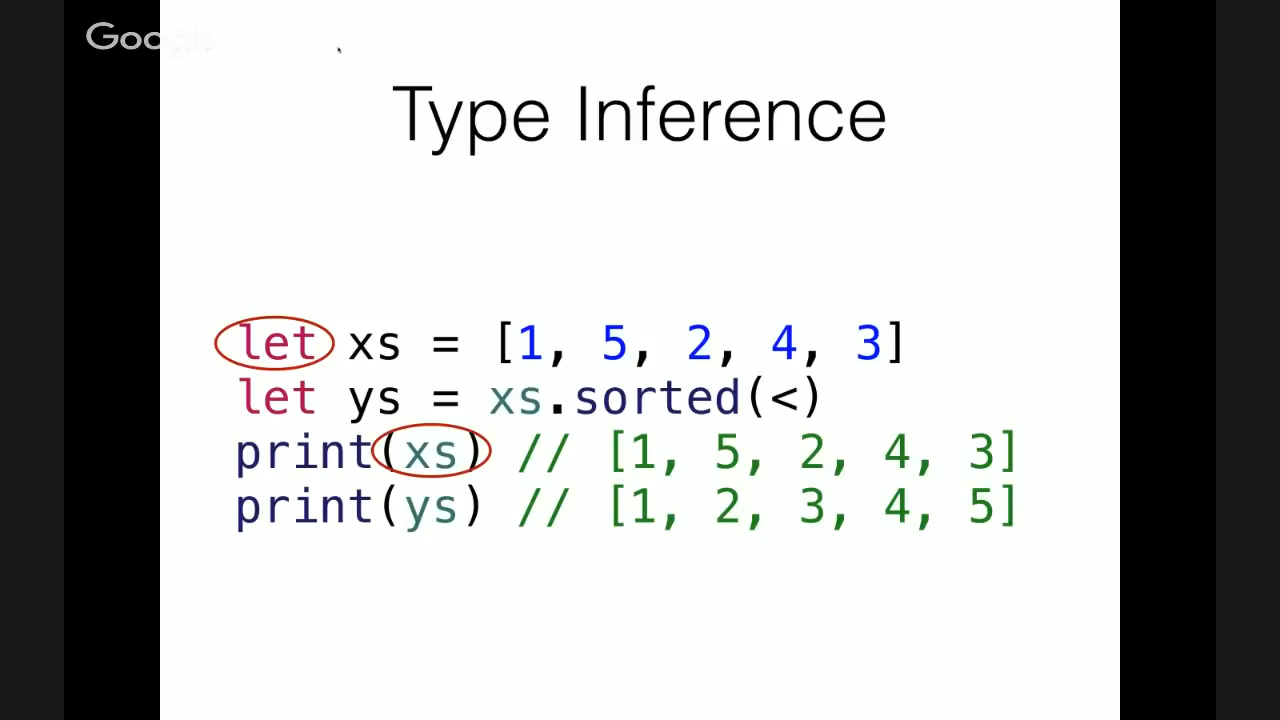 Google
Type Inference
let xs = [1, 5, 2, 4, 3]
let ys = xs.sorted(<)
print(xs) // [1, 5, 2, 4, 3]
print(ys) // [1, 2, 3, 4, 5]